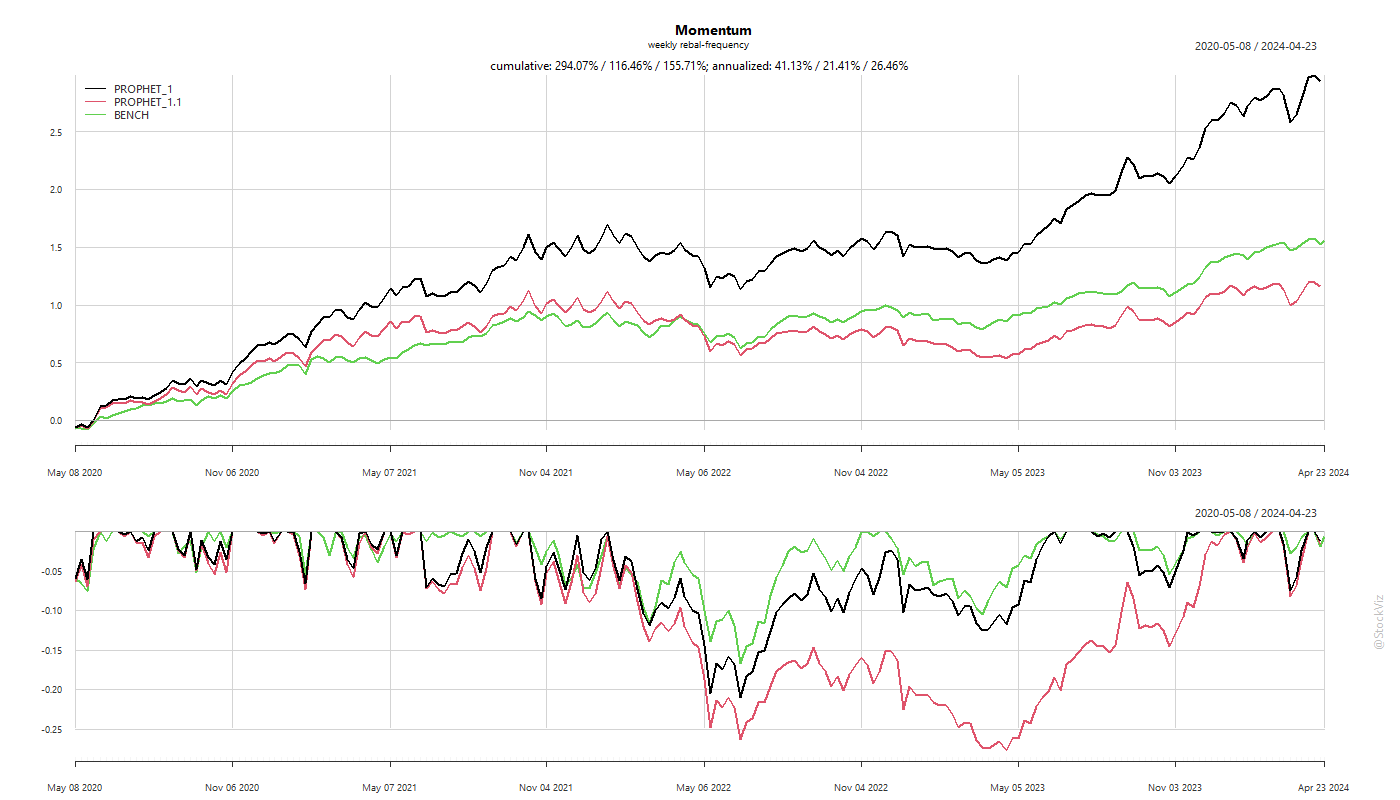 Momentum
weekly rebal-frequency
2020-05-08 / 2024-04-23
cumulative: 294.07% / 116.46% / 155.71%; annualized: 41.13% / 21.41% / 26.46%
PROPHET_1
PROPHET_1.1
BENCH
2.5
2.0
1.5
1.0
0.5
0.0
May 08 2020 Nov 06 2020 May 07 2021 Nov 04 2021 May 06 2022 Nov 04 2022 May 05 2023 Nov 03 2023 Apr 23 2024
2020-05-08 / 2024-04-23
-0.05
-0.10
-0.15
-0.20
-0.25
May 08 2020 Nov 06 2020 May 07 2021 Nov 04 2021 May 06 2022 Nov 04 2022 May 05 2023 Nov 03 2023 Apr 23 2024
@StockViz